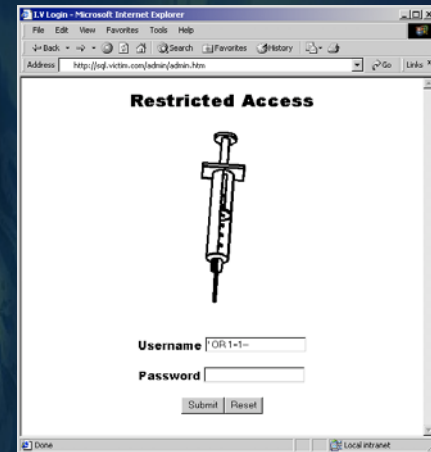 I.V Login - Microsoft Internet Explorer
File Edit View Favorites Tools Help
Back Search Favorites History
Address http://sql.victim.com/admin/admin.htm Go Links »
Restricted Access
Username ' OR 1=1--
Password
Submit Reset
Done Local intranet